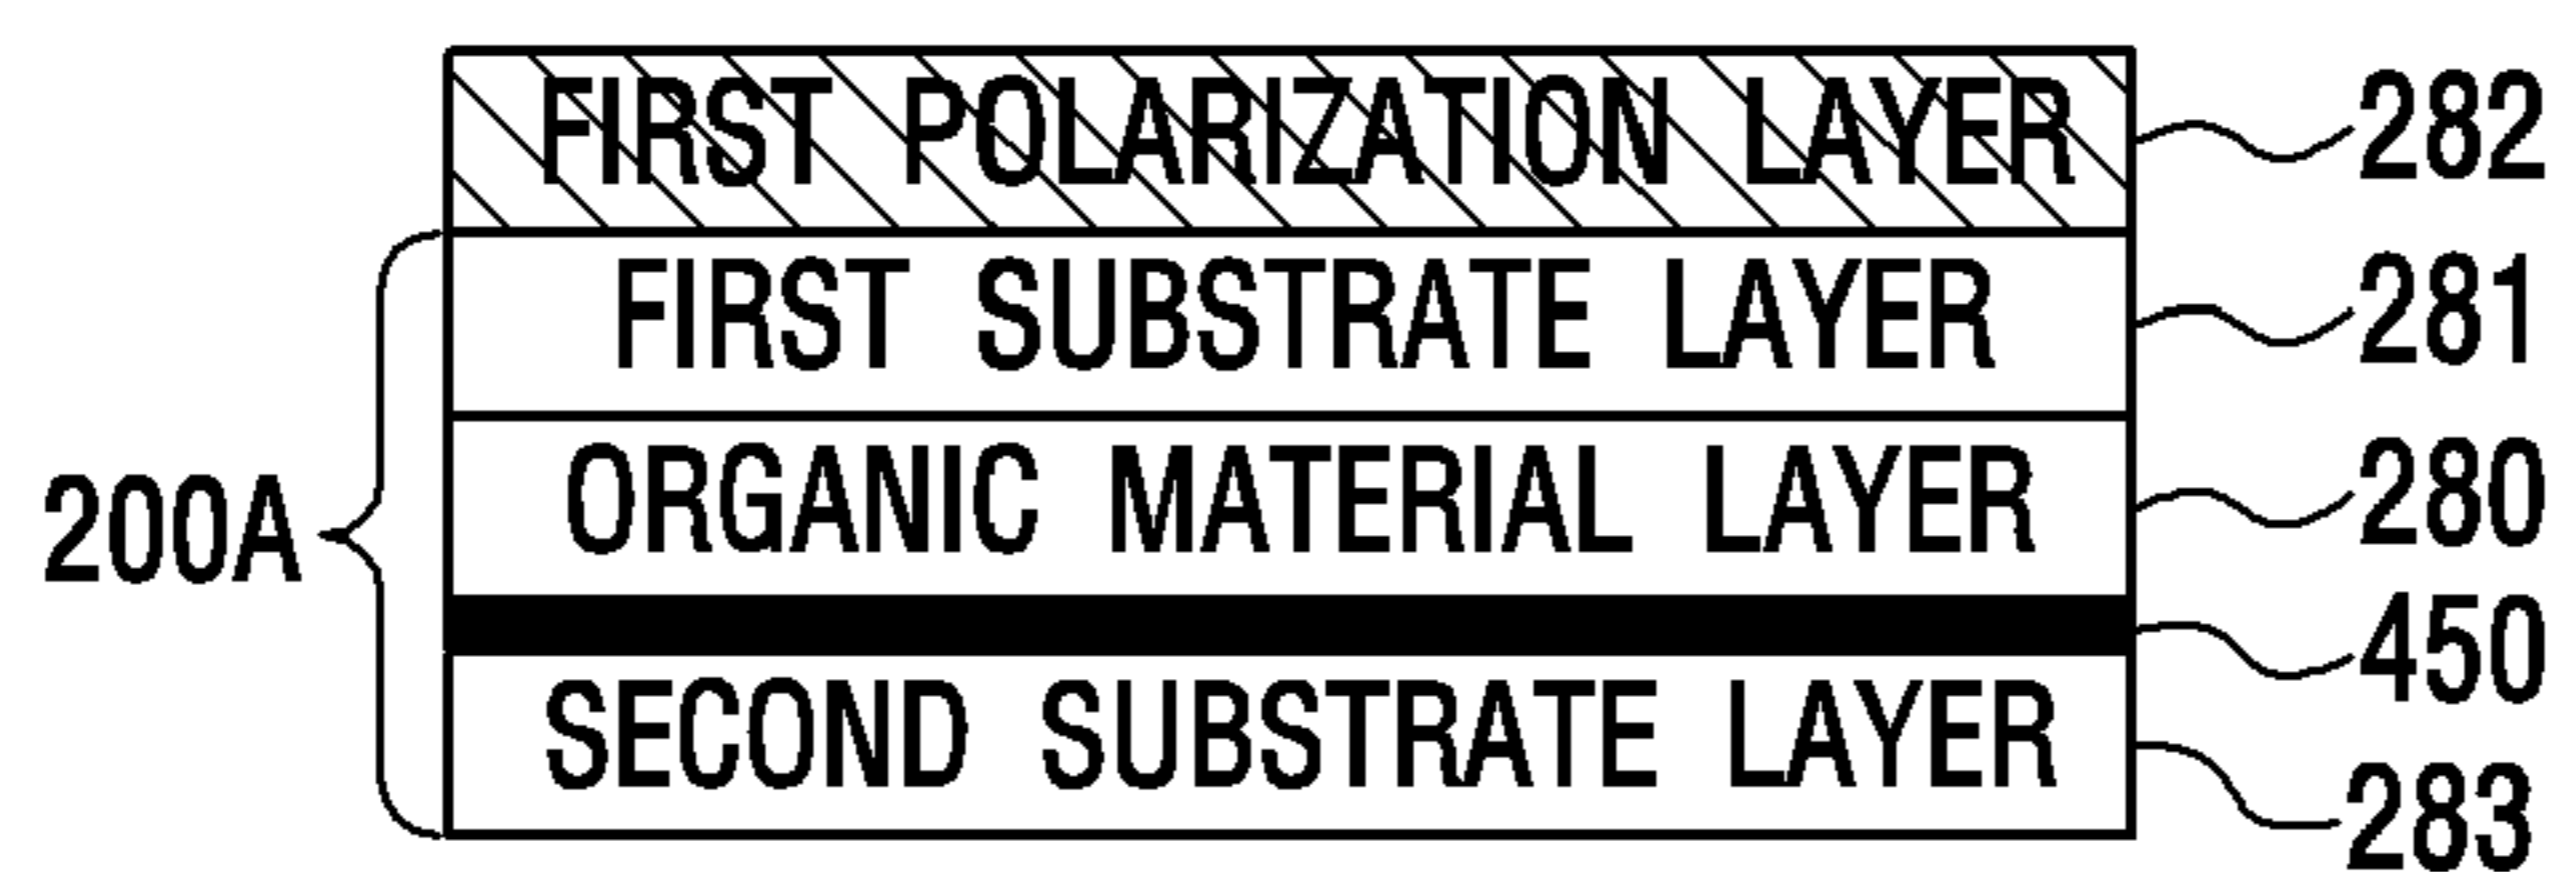 FIRST POLARIZATION LAYER 282
FIRST SUBSTRATE LAYER 281
ORGANIC MATERIAL LAYER 280
200A
450
SECOND SUBSTRATE LAYER 283